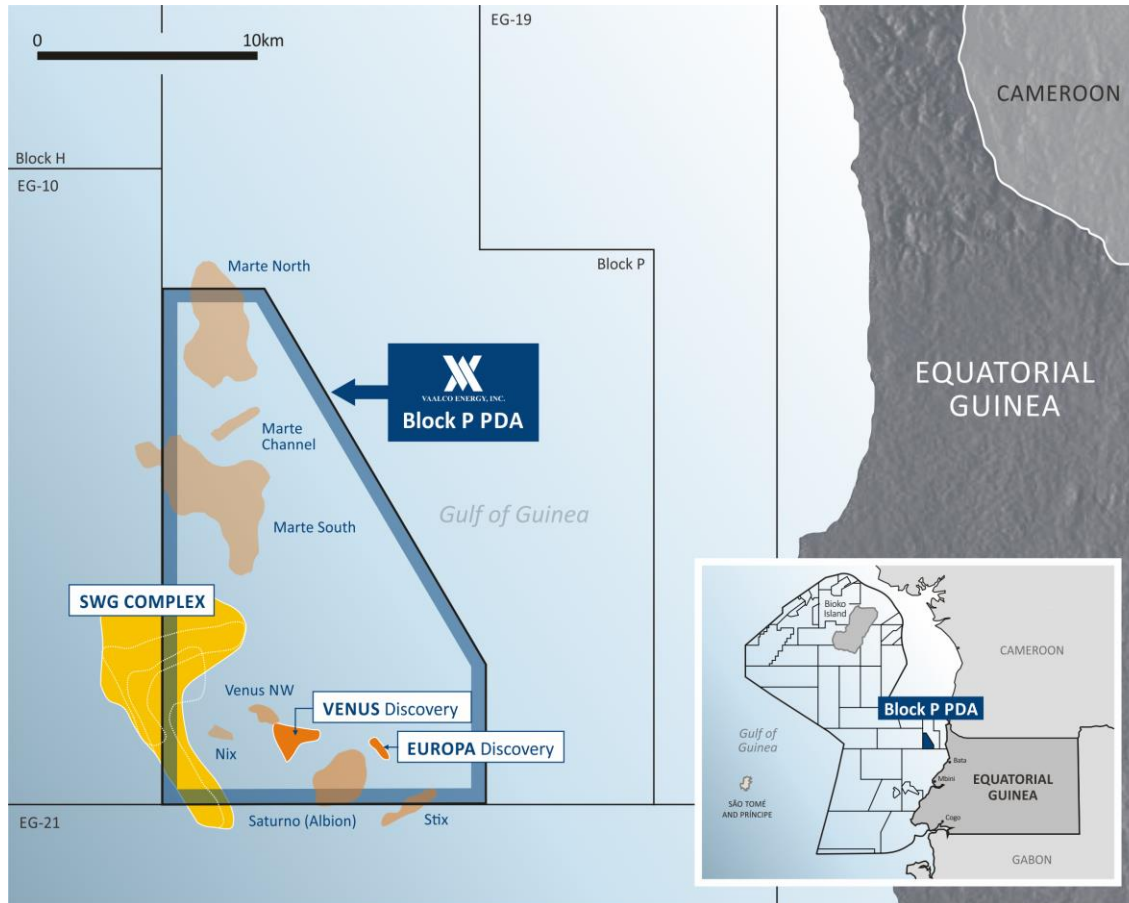 0
10km
EG-19
CAMEROON
Block H
EG-10
Marte North
Block P
VAALCO ENERGY, INC.
Block P PDA
EQUATORIAL
GUINEA
Marte
Channel
Gulf of Guinea
Marte South
SWG COMPLEX
Venus NW
VENUS Discovery
EUROPA Discovery
Nix
EG-21
Saturno (Albion)
Stix
Bioko
Island
CAMEROON
Block P PDA
Gulf of
Guinea
Bata
Mbini
SÃO TOMÉ
AND PRÍNCIPE
EQUATORIAL
GUINEA
Cogo
GABON